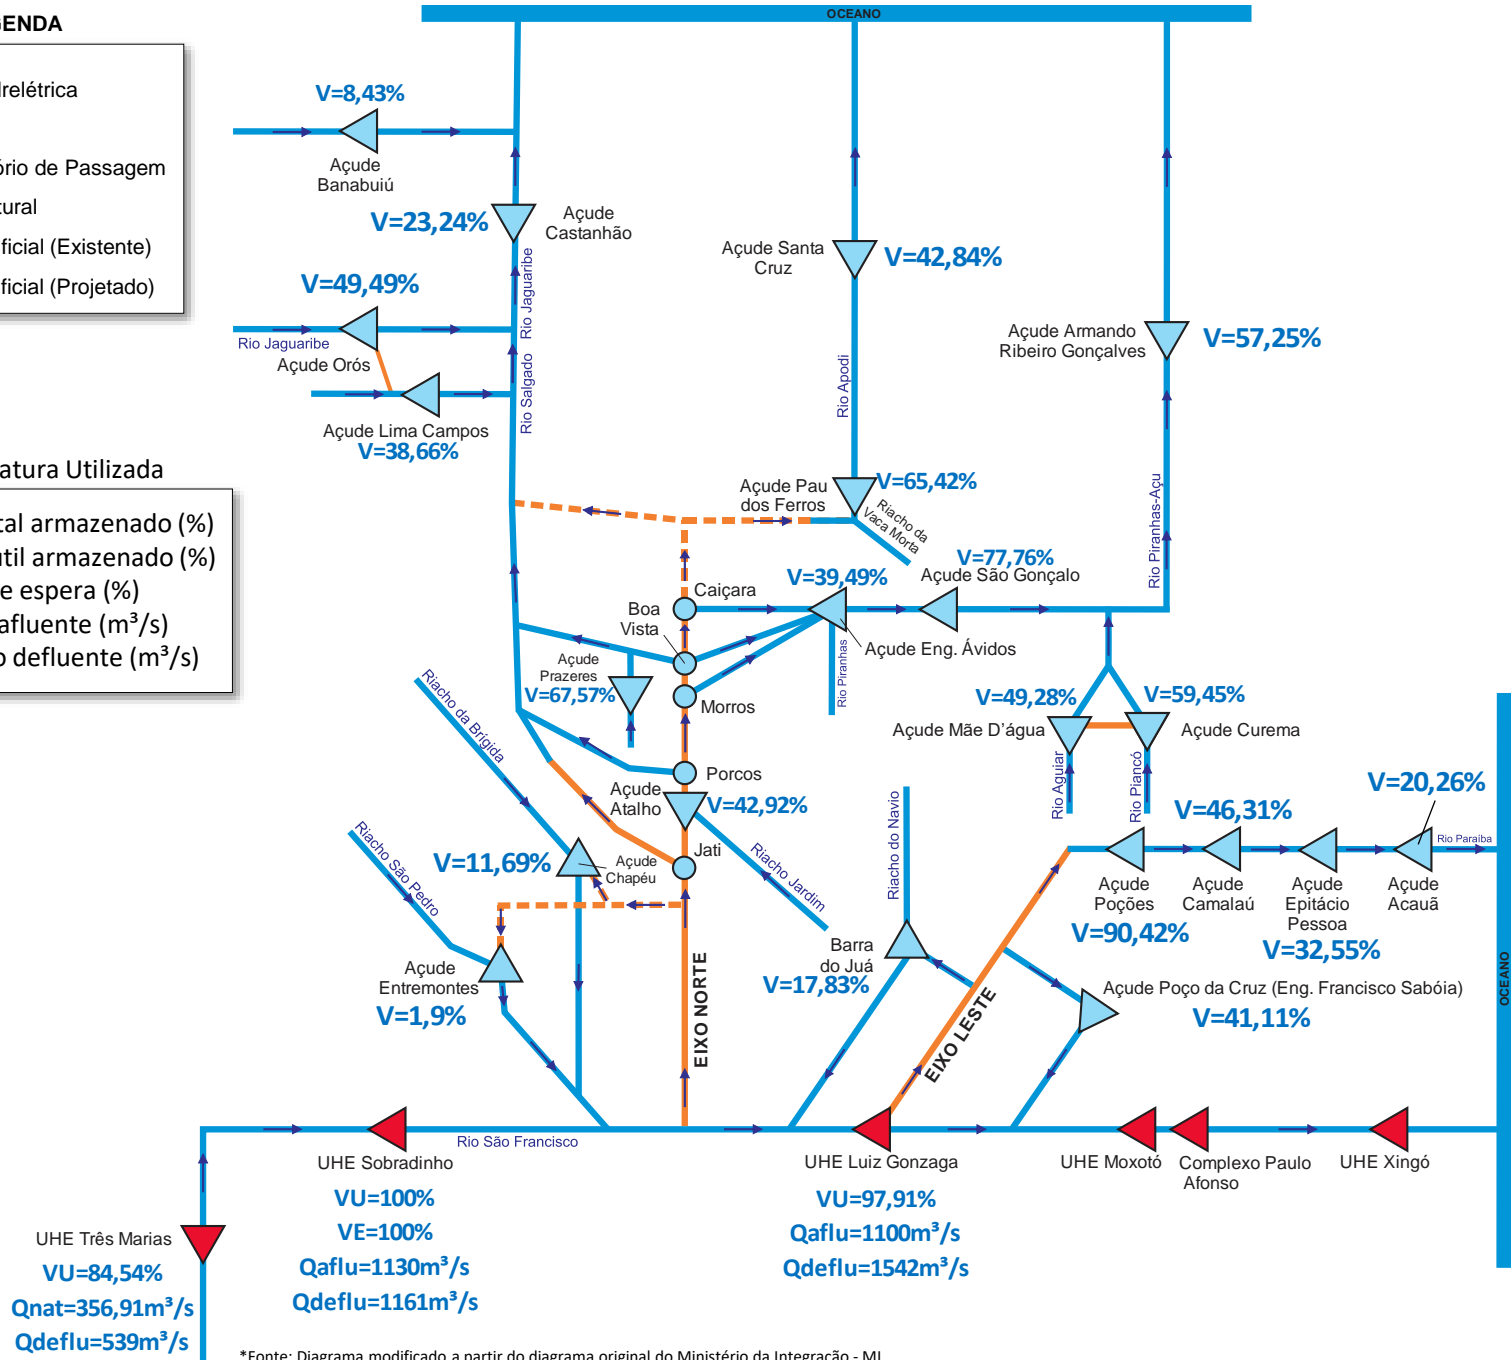 OCEANO
GENDA
drelétrica
ório de Passagem
tural
ificial (Existente)
ificial (Projetado)
V=8,43%
Açude
Banabuiú
V=23,24%
Açude
Castanhão
Rio Jaguaribe
V=49,49%
Rio Jaguaribe
Açude Orós
Rio Salgado
Açude Lima Campos
V=38,66%
Açude Santa
Cruz
V=42,84%
Rio Apodi
Açude Armando
Ribeiro Gonçalves
V=57,25%
Rio Piranhas-Açu
atura Utilizada
tal armazenado (%)
útil armazenado (%)
e espera (%)
afluente (m³/s)
o defluente (m³/s)
Açude Pau
dos Ferros
V=65,42%
Riacho da
Vaca Morta
V=77,76%
Açude São Gonçalo
V=39,49%
Caiçara
Boa
Vista
Açude Eng. Ávidos
Rio Piranhas
Açude
Prazeres
V=67,57%
Morros
Riacho da Brigida
Porcos
Açude
Atalho
V=42,92%
V=49,28%
Açude Mãe D'água
V=59,45%
Açude Curema
Rio Aguiar
Rio Piancó
V=20,26%
V=46,31%
Rio Paraiba
Riacho São Pedro
V=11,69%
Açude
Chapéu
Jati
Riacho Jardim
Riacho do Navio
Açude
Poções
V=90,42%
Açude
Camalaú
Açude
Epitácio
Pessoa
V=32,55%
Açude
Acauã
Açude
Entremontes
V=1,9%
EIXO NORTE
Barra
do Juá
V=17,83%
EIXO LESTE
Açude Poço da Cruz (Eng. Francisco Sabóia)
V=41,11%
OCEANO
Rio São Francisco
UHE Sobradinho
VU=100%
VE=100%
Qaflu=1130m³/s
Qdeflu=1161m³/s
UHE Luiz Gonzaga
VU=97,91%
Qaflu=1100m³/s
Qdeflu=1542m³/s
UHE Moxotó
Complexo Paulo
Afonso
UHE Xingó
UHE Três Marias
VU=84,54%
Qnat=356,91m³/s
Qdeflu=539m³/s
*Fonte: Diagrama modificado a partir do diagrama original do Ministério da Integração - MI